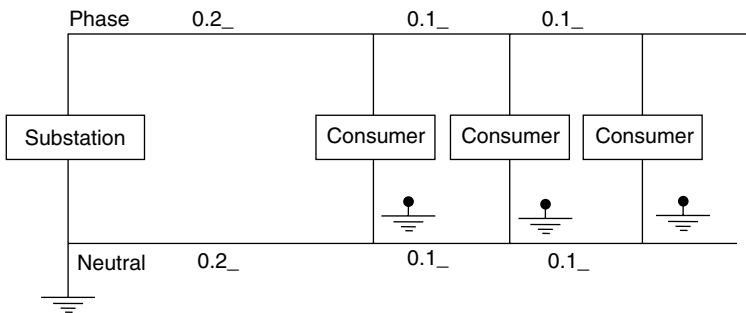 Phase 0.2_ 0.1_ 0.1_
Substation Consumer Consumer Consumer
Neutral 0.2_ 0.1_ 0.1_